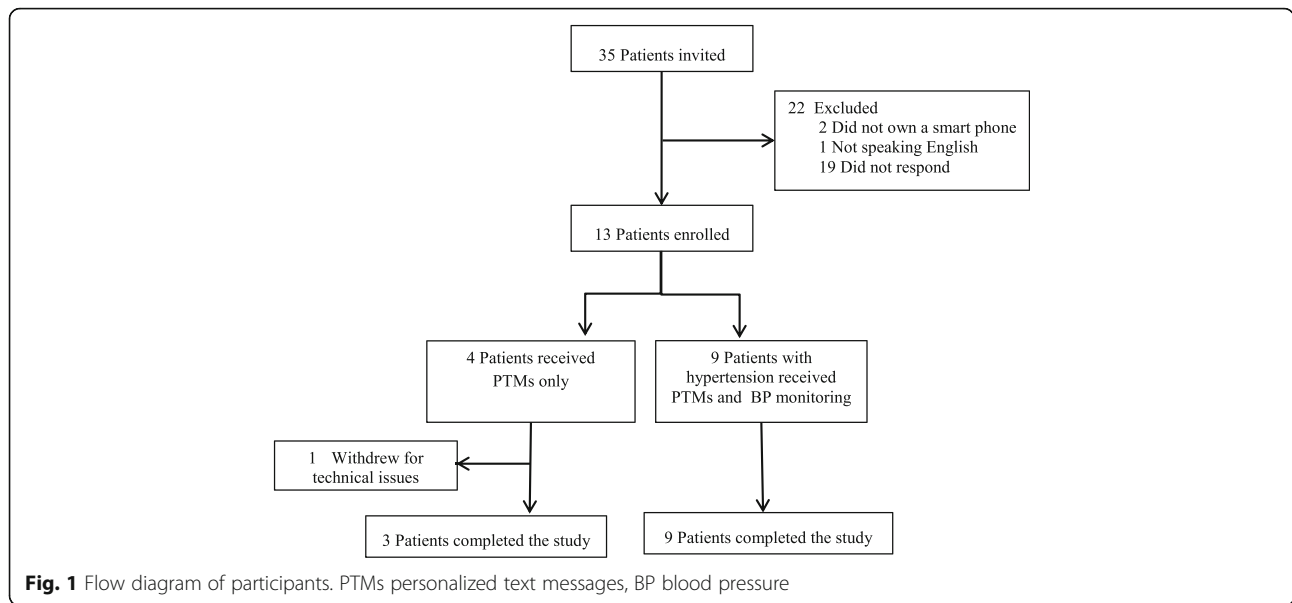 35 Patients invited
22 Excluded
2 Did not own a smart phone
1 Not speaking English
19 Did not respond
13 Patients enrolled
4 Patients received
PTMs only
9 Patients with
hypertension received
PTMs and BP monitoring
1 Withdrew for
technical issues
3 Patients completed the study
9 Patients completed the study
Fig. 1 Flow diagram of participants. PTMs personalized text messages, BP blood pressure